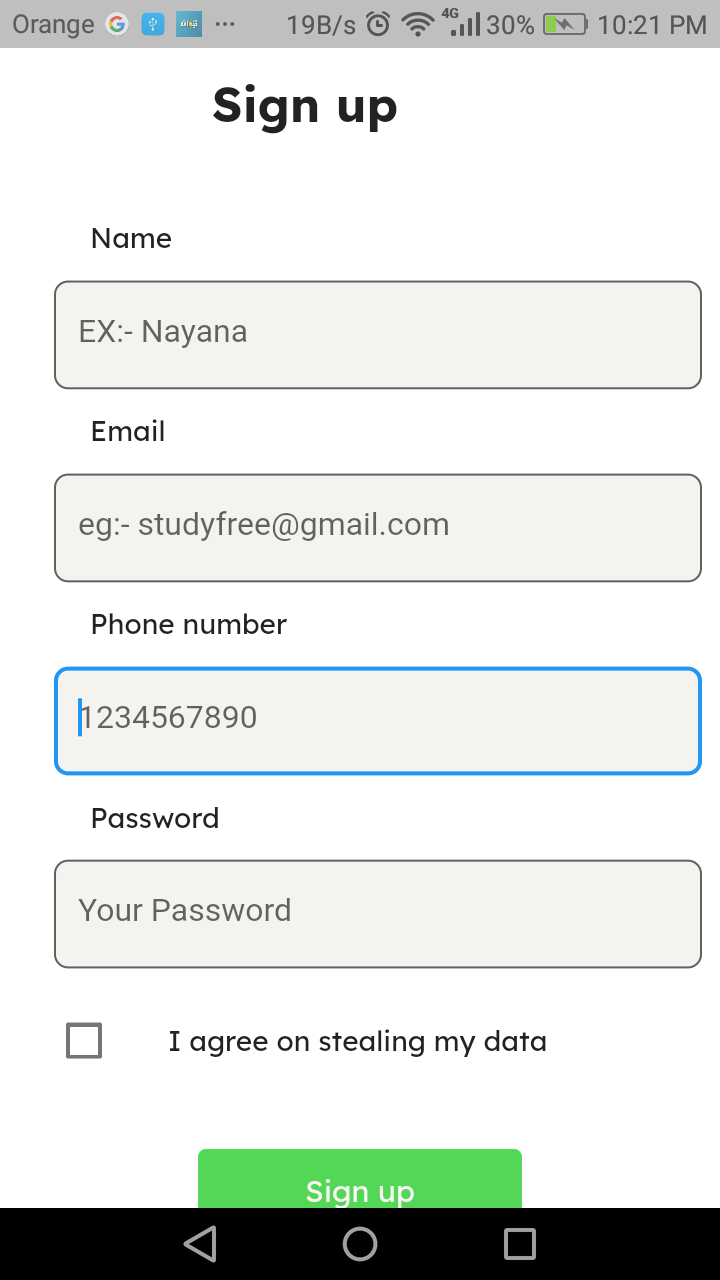 Orange ... 19B/s 4G 30% 10:21 PM
Sign up
Name
EX:- Nayana
Email
eg:- studyfree@gmail.com
Phone number
1234567890
Password
Your Password
I agree on stealing my data
Sign up